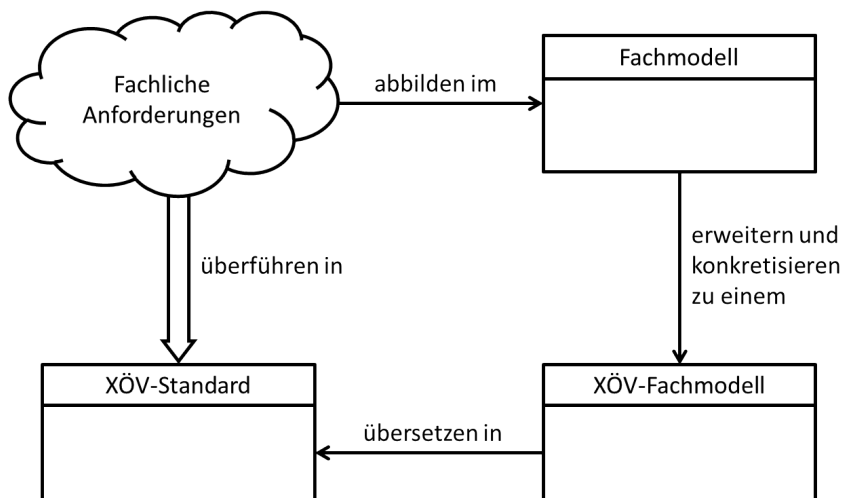 Fachliche
Anforderungen
abbilden im
Fachmodell
überführen in
erweitern und
konkretisieren
zu einem
XÖV-Standard
übersetzen in
XÖV-Fachmodell